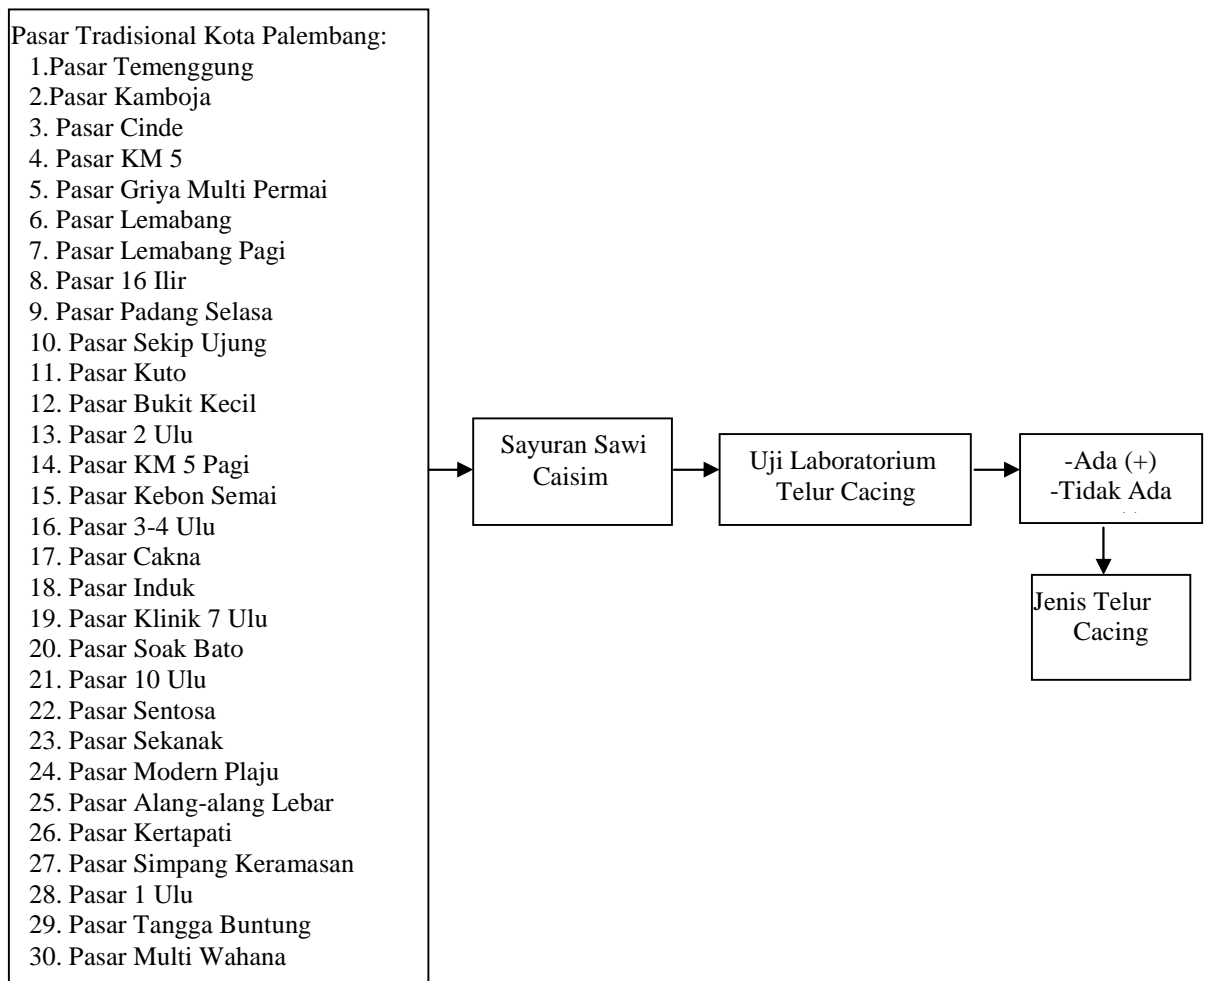 Pasar Tradisional Kota Palembang:
1.Pasar Temenggung
2.Pasar Kamboja
3. Pasar Cinde
4. Pasar KM 5
5. Pasar Griya Multi Permai
6. Pasar Lemabang
7. Pasar Lemabang Pagi
8. Pasar 16 Ilir
9. Pasar Padang Selasa
10. Pasar Sekip Ujung
11. Pasar Kuto
12. Pasar Bukit Kecil
13. Pasar 2 Ulu
14. Pasar KM 5 Pagi
15. Pasar Kebon Semai
16. Pasar 3-4 Ulu
17. Pasar Cakna
18. Pasar Induk
19. Pasar Klinik 7 Ulu
20. Pasar Soak Bato
21. Pasar 10 Ulu
22. Pasar Sentosa
23. Pasar Sekanak
24. Pasar Modern Plaju
25. Pasar Alang-alang Lebar
26. Pasar Kertapati
27. Pasar Simpang Keramasan
28. Pasar 1 Ulu
29. Pasar Tangga Buntung
30. Pasar Multi Wahana
Sayuran Sawi
Caisim
Uji Laboratorium
Telur Cacing
-Ada (+)
-Tidak Ada
Jenis Telur
Cacing